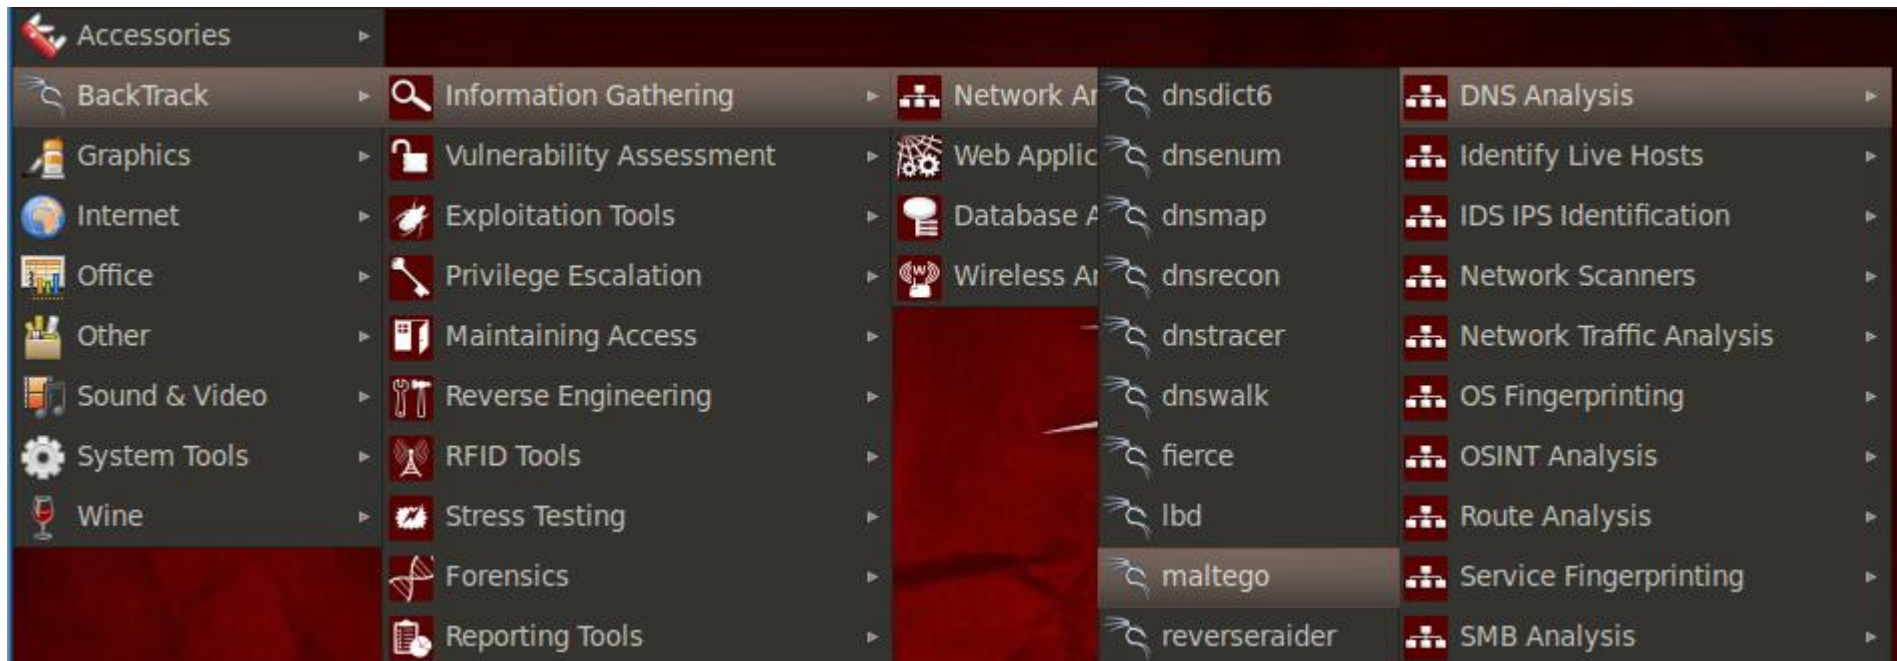 Accessories
BackTrack
Graphics
Internet
Office
Other
Sound & Video
System Tools
Wine
Information Gathering
Vulnerability Assessment
Exploitation Tools
Privilege Escalation
Maintaining Access
Reverse Engineering
RFID Tools
Stress Testing
Forensics
Reporting Tools
Network Ar
Web Applic
Database A
Wireless Ar
dnsdict6
dnsenum
dnsmap
dnsrecon
dnstracer
dnswalk
fierce
lbd
maltego
reverseraider
DNS Analysis
Identify Live Hosts
IDS IPS Identification
Network Scanners
Network Traffic Analysis
OS Fingerprinting
OSINT Analysis
Route Analysis
Service Fingerprinting
SMB Analysis